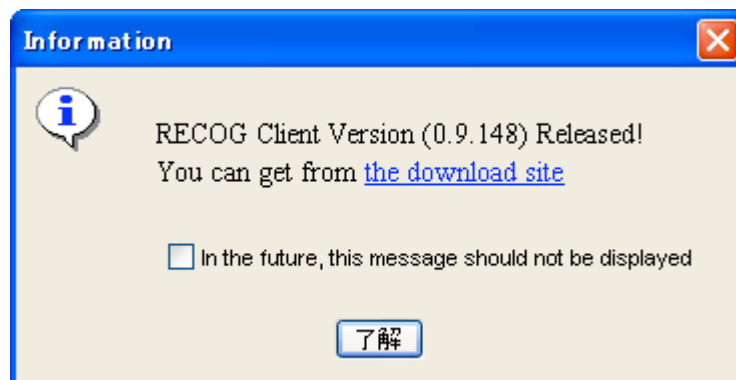 Information
RECOG Client Version (0.9.148) Released!
You can get from the download site
In the future, this message should not be displayed
了解